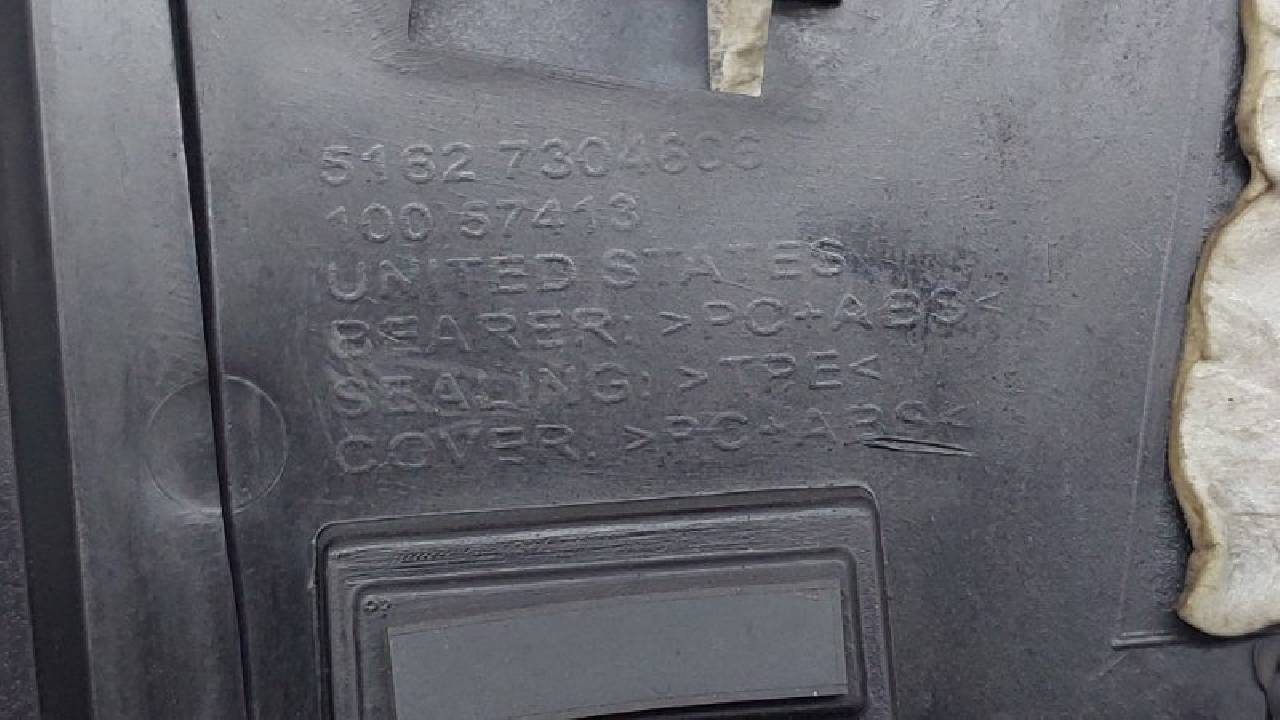 5182 7304606
100 57413
UNITED STATES
BEARER: >PC+ABS<
SEALING: >TPE<
COVER: >PC+ABS<